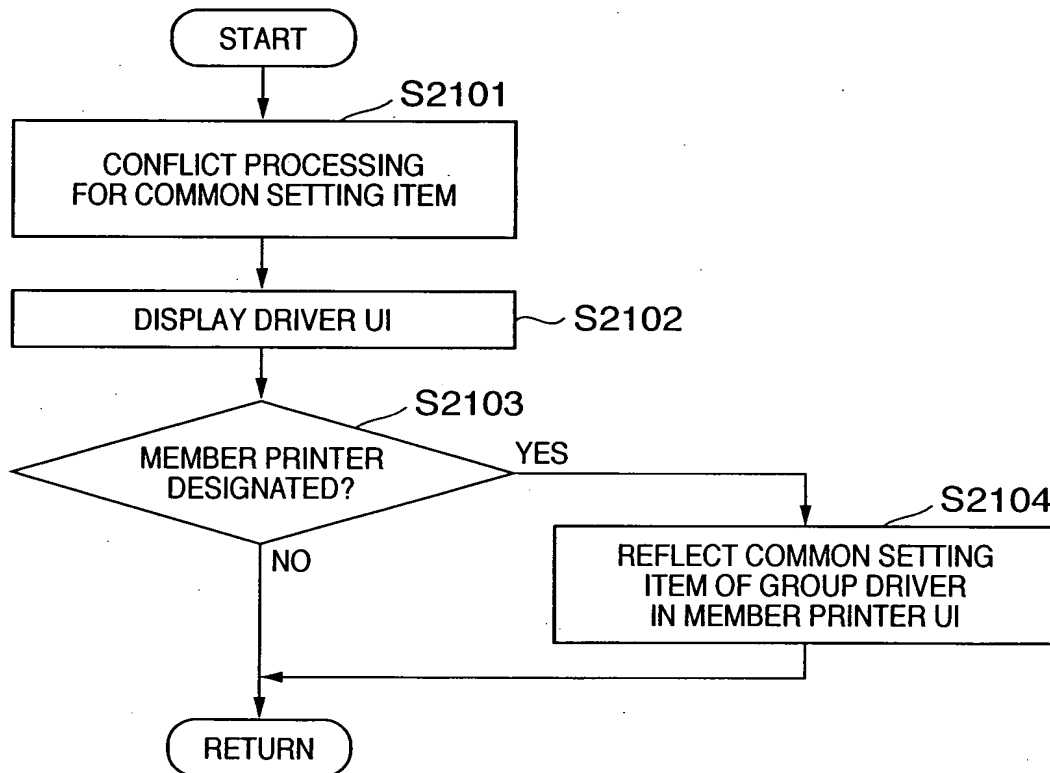 START
S2101
CONFLICT PROCESSING
FOR COMMON SETTING ITEM
DISPLAY DRIVER UI
S2102
S2103
MEMBER PRINTER
DESIGNATED?
YES
NO
S2104
REFLECT COMMON SETTING
ITEM OF GROUP DRIVER
IN MEMBER PRINTER UI
RETURN